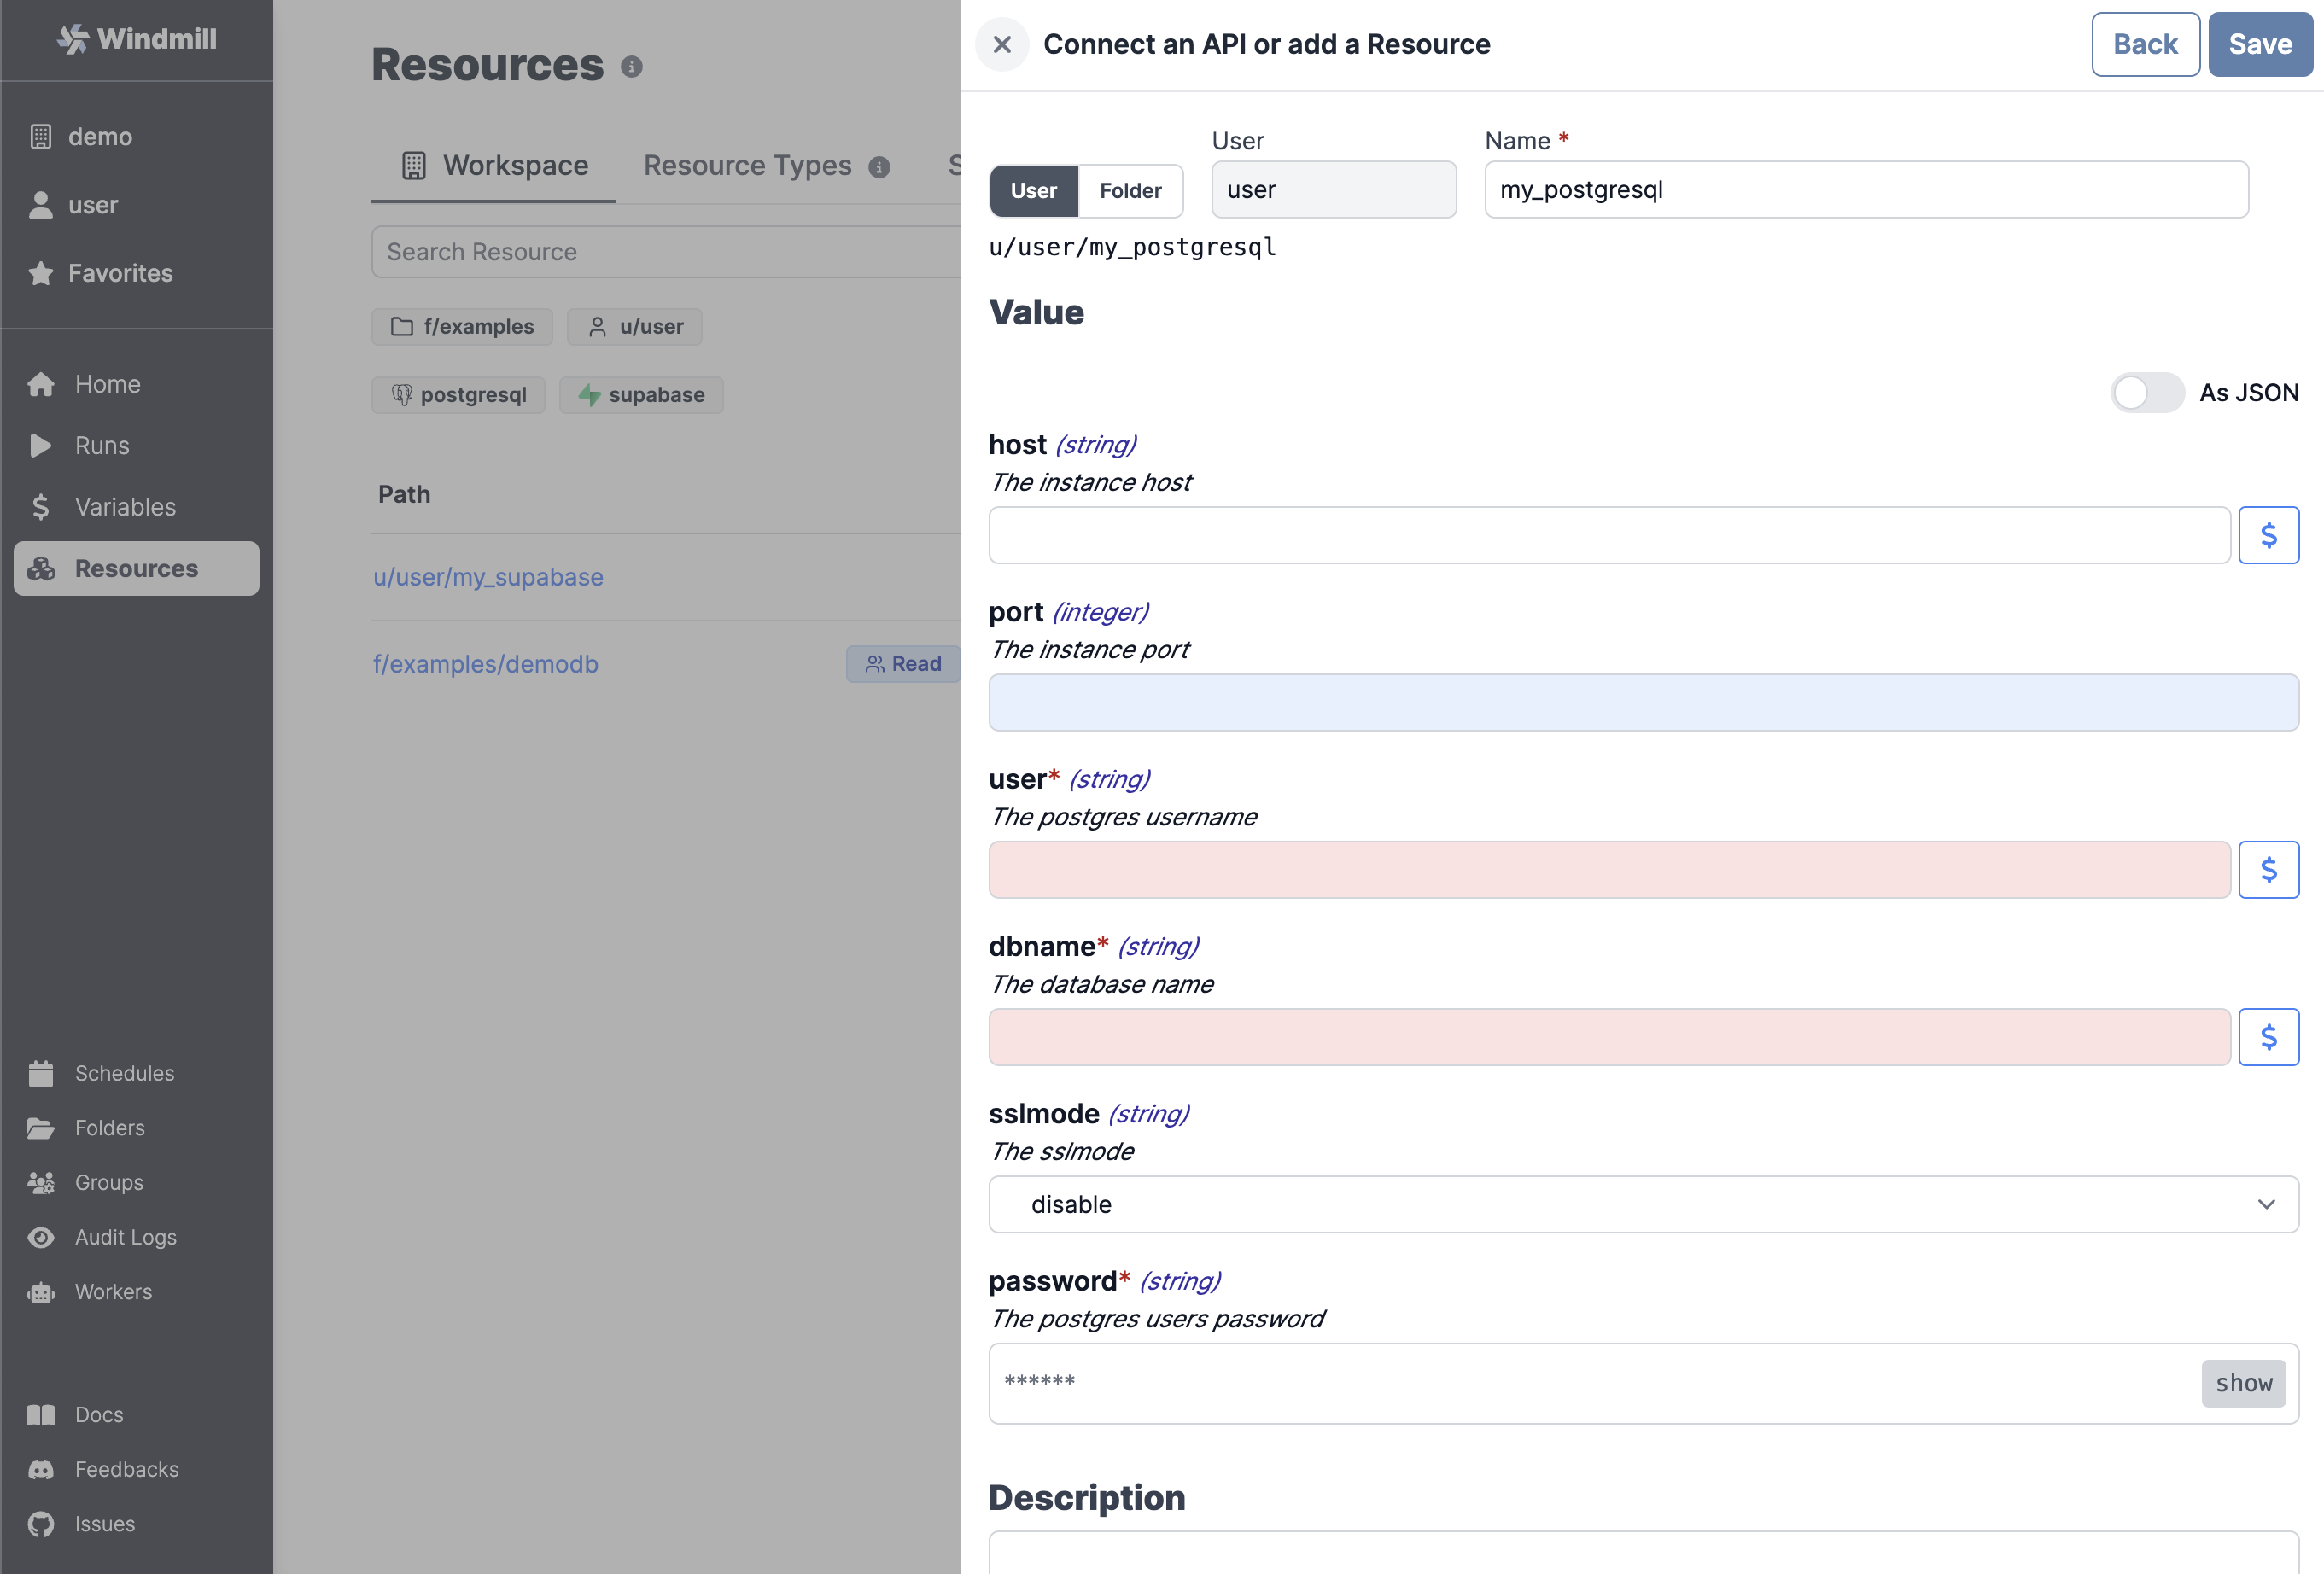 Windmill
demo
user
Favorites
Home
Runs
$ Variables
Resources
Schedules
Folders
Groups
Audit Logs
Workers
Docs
Feedbacks
Issues
Resources
Workspace
Resource Types
S
Search Resource
f/examples
u/user
postgresql
supabase
Path
u/user/my_supabase
f/examples/demodb
Read
Connect an API or add a Resource
Back
Save
User
Name *
User
Folder
user
my_postgresql
u/user/my_postgresql
Value
As JSON
host (string)
The instance host
$
port (integer)
The instance port
user* (string)
The postgres username
$
dbname* (string)
The database name
$
sslmode (string)
The sslmode
disable
password* (string)
The postgres users password
******
show
Description